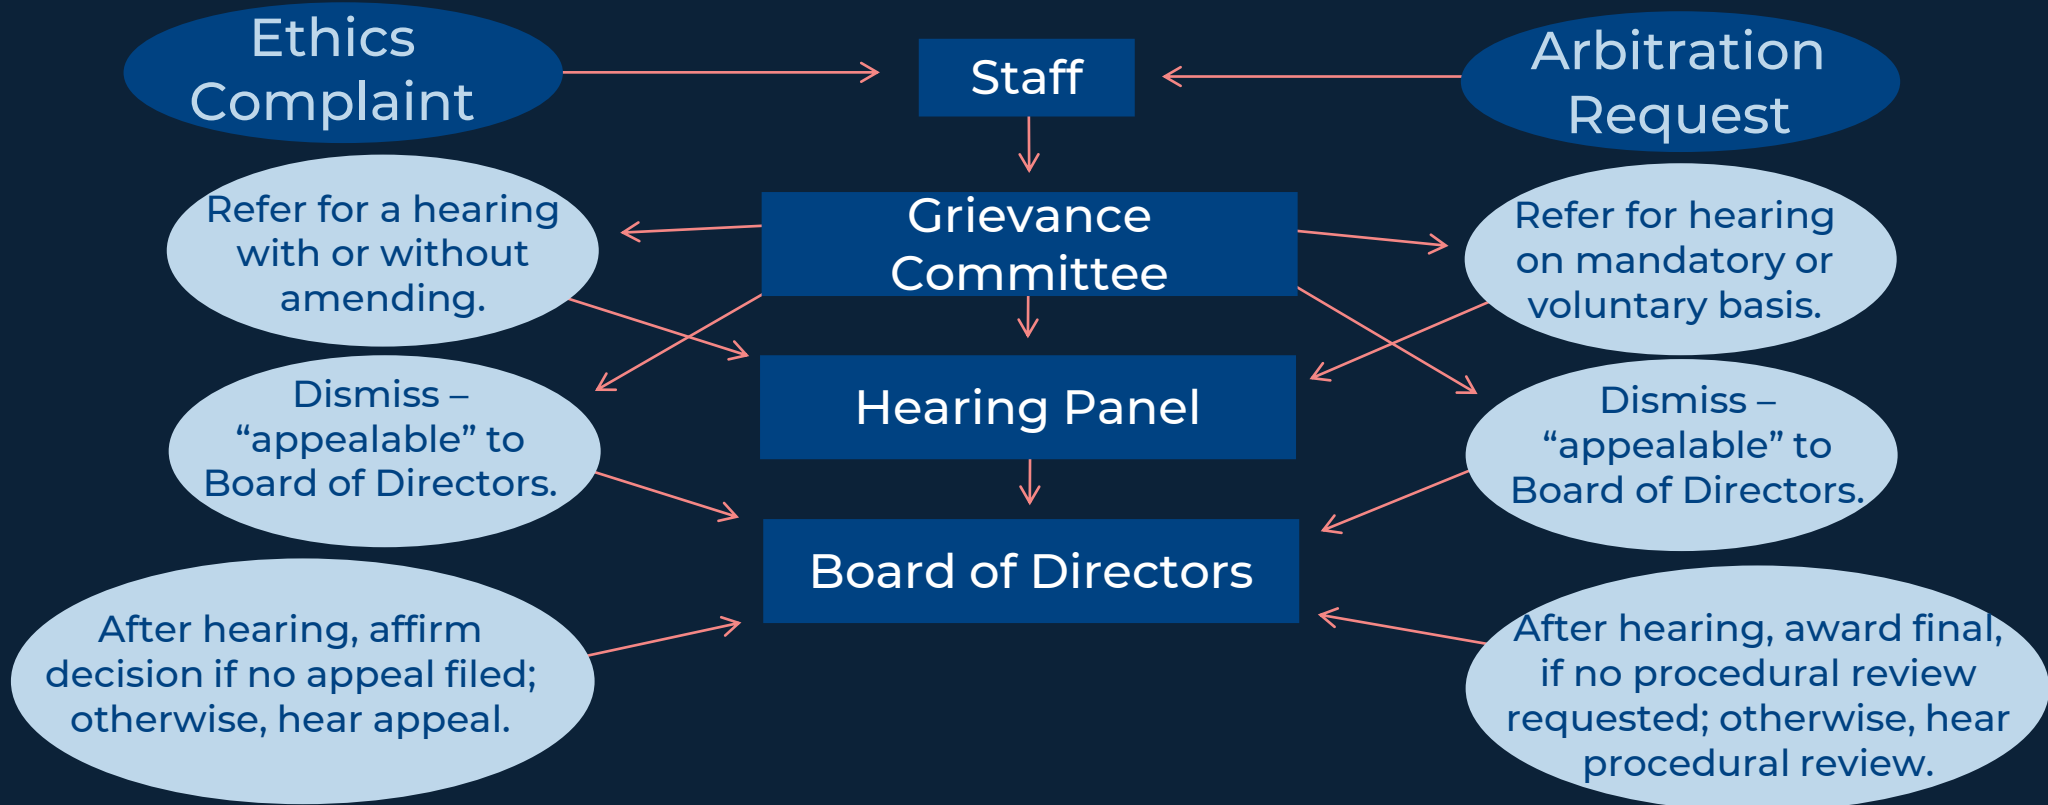 Ethics
Complaint
Staff
Arbitration
Request
Refer for a hearing
with or without
amending.
Grievance
Committee
Refer for hearing
on mandatory or
voluntary basis.
Dismiss –
“appealable” to
Board of Directors.
Hearing Panel
Dismiss –
“appealable” to
Board of Directors.
Board of Directors
After hearing, affirm
decision if no appeal filed;
otherwise, hear appeal.
After hearing, award final,
if no procedural review
requested; otherwise, hear
procedural review.